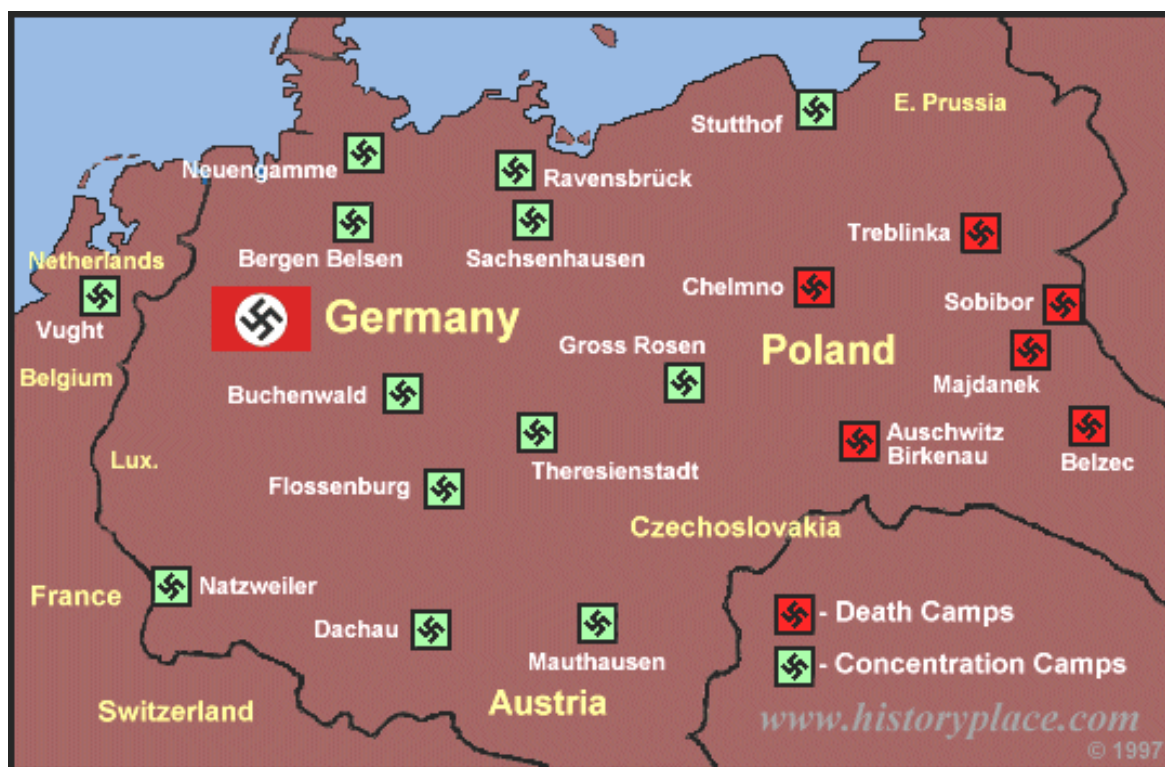 E. Prussia
Stutthof
Neuengamme
Ravensbrück
Treblinka
Bergen Belsen
Sachsenhausen
Netherlands
Chelmno
Sobibor
Vught
Germany
Gross Rosen
Poland
Belgium
Majdanek
Buchenwald
Auschwitz
Birkenau
Belzec
Lux.
Theresienstadt
Flossenburg
Czechoslovakia
France
Natzweiler
Dachau
Mauthausen
- Death Camps
- Concentration Camps
Switzerland
Austria
www.historyplace.com
© 1997